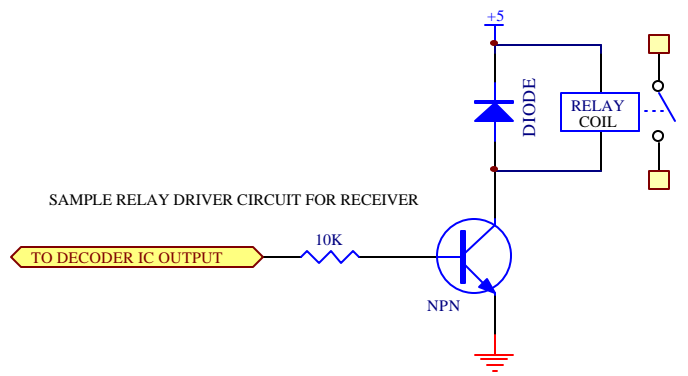 +5
DIODE
RELAY
COIL
SAMPLE RELAY DRIVER CIRCUIT FOR RECEIVER
10K
TO DECODER IC OUTPUT
NPN